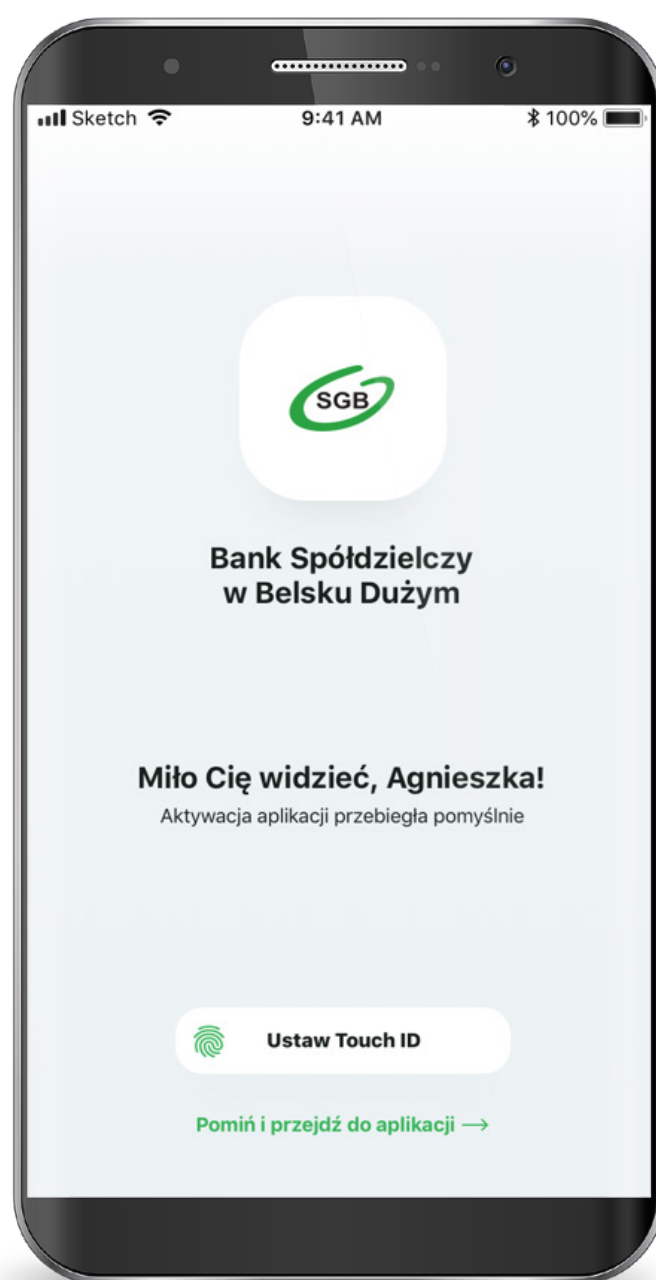 Sketch 9:41 AM 100%
SGB
Bank Spółdzielczy
w Belsku Dużym
Miło Cię widzieć, Agnieszka!
Aktywacja aplikacji przebiegła pomyślnie
Ustaw Touch ID
Pomiń i przejdź do aplikacji →